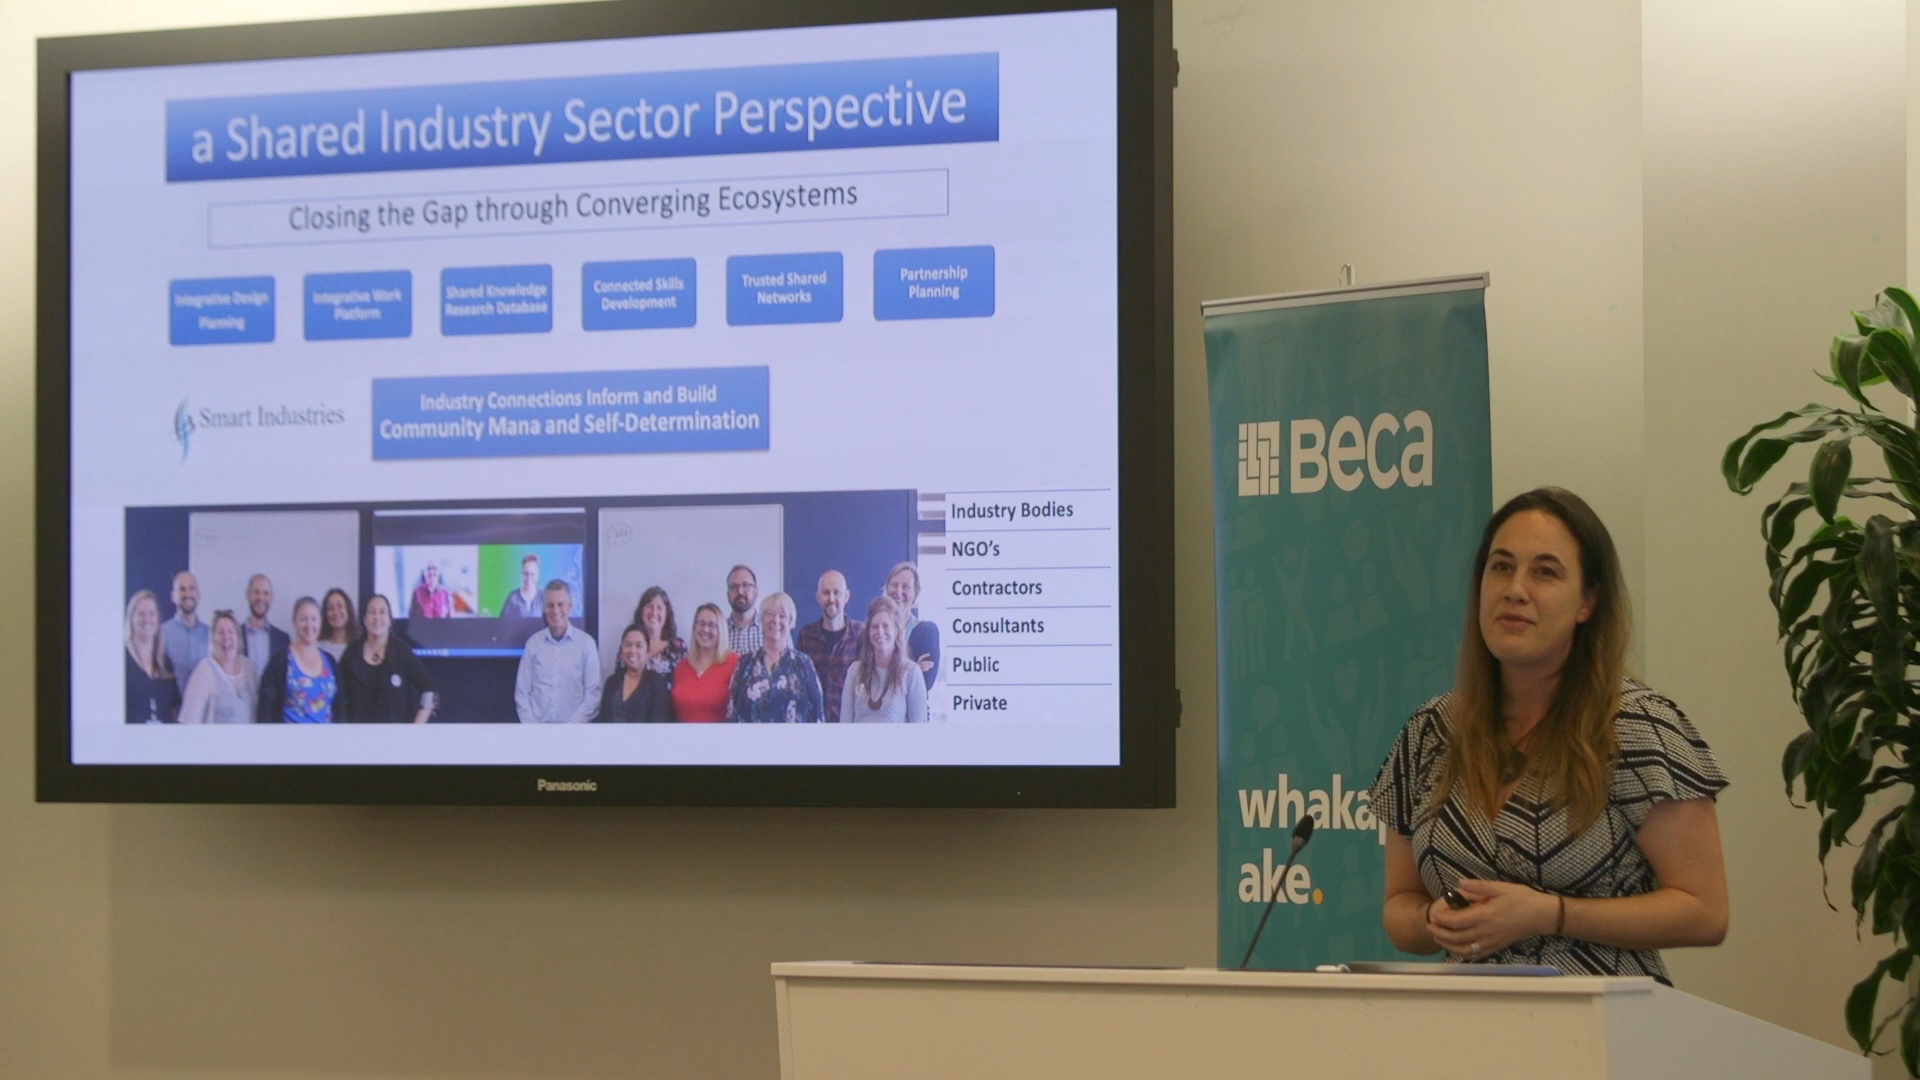 a Shared Industry Sector Perspective
Closing the Gap through Converging Ecosystems
Integrative Design
Planning
Integrative Work
Platform
Shared Knowledge
Research Database
Connected Skills
Development
Trusted Shared
Networks
Partnership
Planning
Smart Industries
Industry Connections Inform and Build
Community Mana and Self-Determination
Industry Bodies
NGO's
Contractors
Consultants
Public
Private
Panasonic
Beca
whaka
ake.